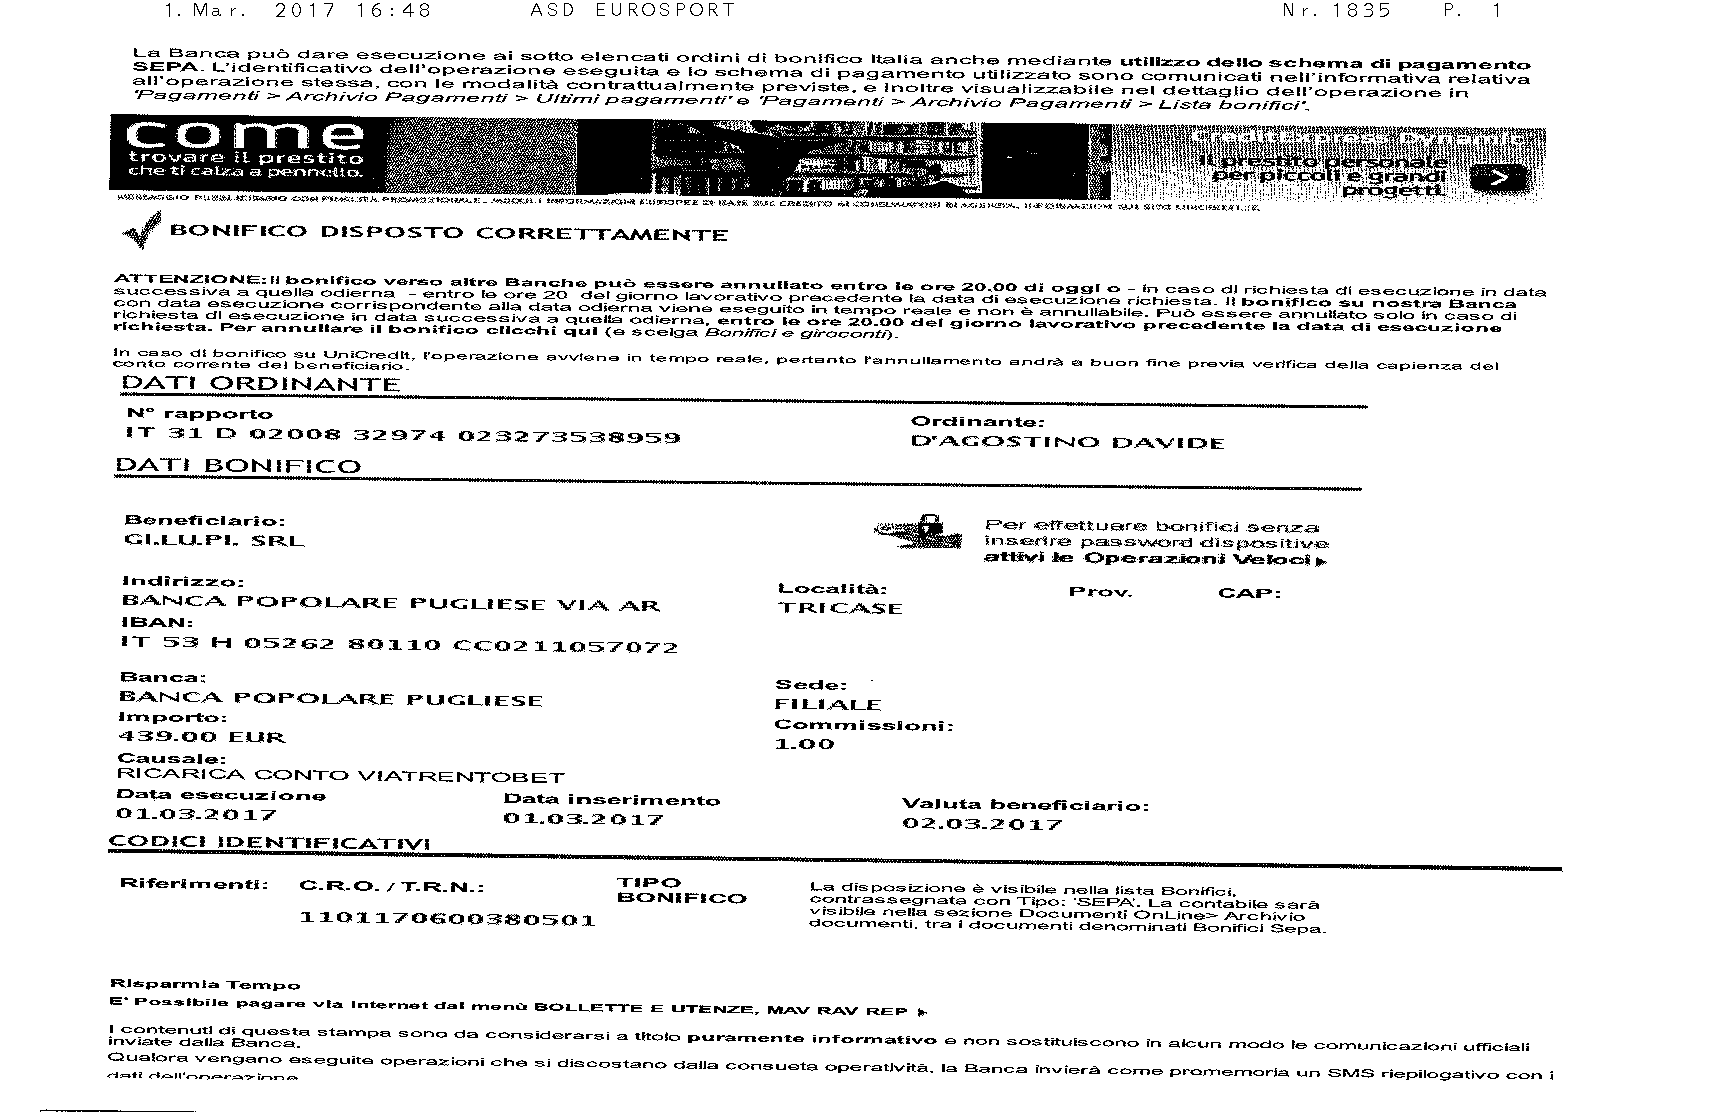 1. Mar. 2017 16:48 ASD EUROSPORT Nr. 1835 P. 1
La Banca può dare esecuzione ai sotto elencati ordini di bonifico Italia anche mediante utilizzo dello schema di pagamento
SEPA. L'identificativo dell'operazione eseguita e lo schema di pagamento utilizzato sono comunicati nell'informativa relativa
all'operazione stessa, con le modalità contrattualmente previste, e inoltre visualizzabile nel dettaglio dell'operazione in
'Pagamenti > Archivio Pagamenti > Ultimi pagamenti' e 'Pagamenti > Archivio Pagamenti > Lista bonifici'.
come
trovare il prestito
che ti calza a pennello.
CreditExpress Dynamic
Il prestito personale
per piccoli e grandi
progetti.
>
BONIFICO DISPOSTO CORRETTAMENTE
ATTENZIONE: Il bonifico verso altre Banche può essere annullato entro le ore 20.00 di oggi o - in caso di richiesta di esecuzione in data
successiva a quella odierna - entro le ore 20 del giorno lavorativo precedente la data di esecuzione richiesta. Il bonifico su nostra Banca
con data esecuzione corrispondente alla data odierna viene eseguito in tempo reale e non è annullabile. Può essere annullato solo in caso di
richiesta di esecuzione in data successiva a quella odierna, entro le ore 20.00 del giorno lavorativo precedente la data di esecuzione
richiesta. Per annullare il bonifico clicchi qui (e scelga Bonifici e giroconti).
In caso di bonifico su UniCredit, l'operazione avviene in tempo reale, pertanto l'annullamento andrà a buon fine previa verifica della capienza del
conto corrente del beneficiario.
DATI ORDINANTE
N° rapporto Ordinante:
IT 31 D 02008 32974 023273538959 D'AGOSTINO DAVIDE
DATI BONIFICO
Beneficiario:
GI.LU.PI. SRL
Per effettuare bonifici senza
inserire password dispositive
attivi le Operazioni Veloci
Indirizzo: Località: Prov. CAP:
BANCA POPOLARE PUGLIESE VIA AR TRICASE
IBAN:
IT 53 H 05262 80110 CC0211057072
Banca: Sede:
BANCA POPOLARE PUGLIESE FILIALE
Importo: Commissioni:
439.00 EUR 1.00
Causale:
RICARICA CONTO VIATRENTOBET
Data esecuzione Data inserimento Valuta beneficiario:
01.03.2017 01.03.2017 02.03.2017
CODICI IDENTIFICATIVI
Riferimenti: C.R.O. / T.R.N.: TIPO
BONIFICO
1101170600380501
La disposizione è visibile nella lista Bonifici,
contrassegnata con Tipo: 'SEPA'. La contabile sarà
visibile nella sezione Documenti OnLine> Archivio
documenti, tra i documenti denominati Bonifici Sepa.
Risparmia Tempo
E' Possibile pagare via Internet dal menù BOLLETTE E UTENZE, MAV RAV REP
I contenuti di questa stampa sono da considerarsi a titolo puramente informativo e non sostituiscono in alcun modo le comunicazioni ufficiali
inviate dalla Banca.
Qualora vengano eseguite operazioni che si discostano dalla consueta operatività, la Banca invierà come promemoria un SMS riepilogativo con i
dati dell'operazione